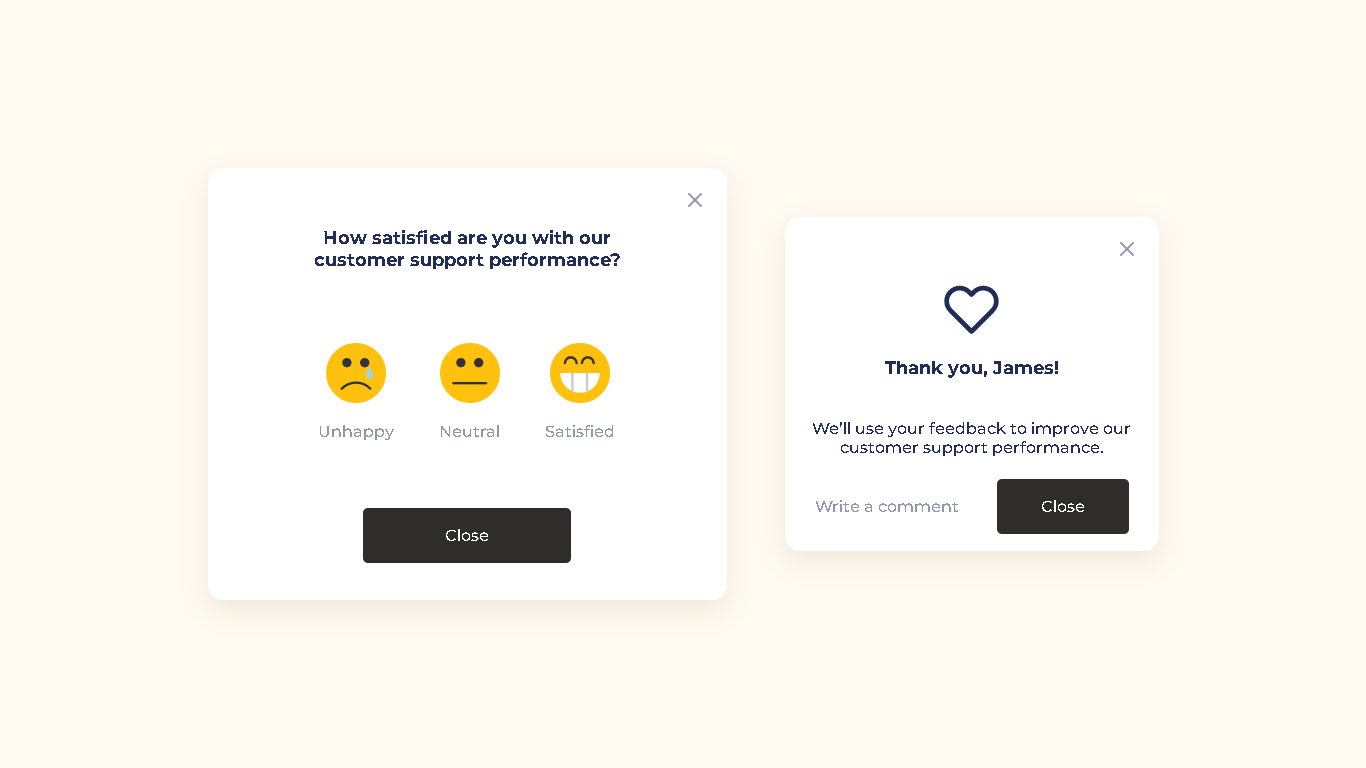 How satisfied are you with our
customer support performance?
Unhappy
Neutral
Satisfied
Close
Thank you, James!
We'll use your feedback to improve our
customer support performance.
Write a comment
Close